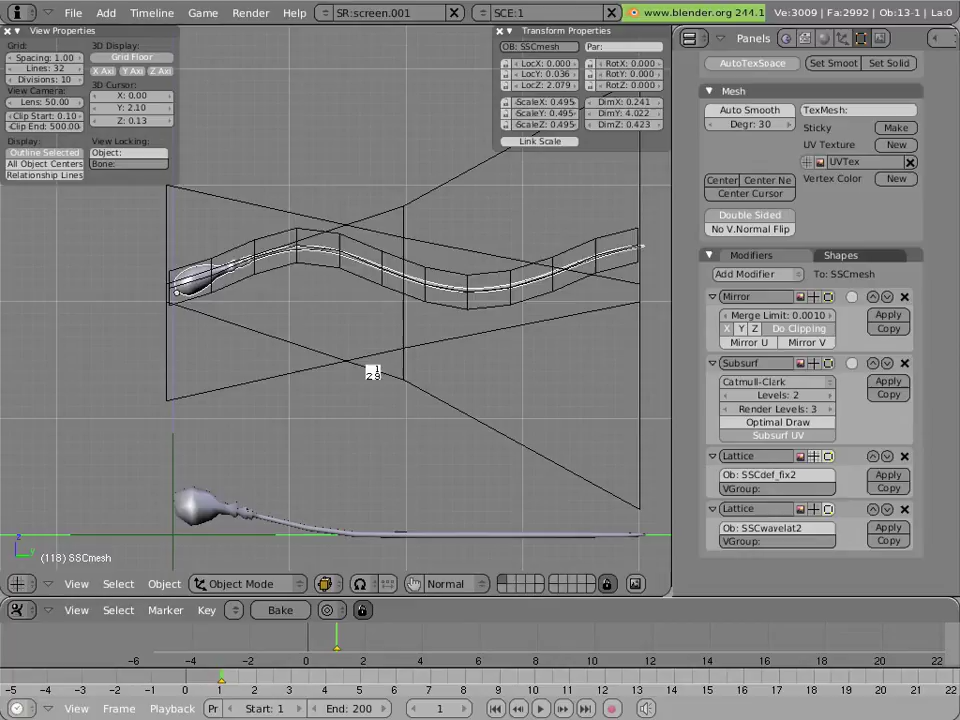 File Add Timeline Game Render Help SR:screen.001 SCE:1 www.blender.org 244.1 Ve:3009 | Fa:2992 | Ob:13-1 | La:0
View Properties
Grid:
Spacing: 1.00
Lines: 32
Divisions: 10
View Camera:
Lens: 50.00
Clip Start: 0.10
Clip End: 500.00
Display:
Outline Selected
All Object Centers
Relationship Lines
3D Display:
Grid Floor
X Axi Y Axi Z Axi
3D Cursor:
X: 0.00
Y: 2.10
Z: 0.13
View Locking:
Object:
Bone:
Transform Properties
OB: SSCmesh Par:
LocX: 0.000 RotX: 0.000
LocY: 0.036 RotY: 0.000
LocZ: 2.079 RotZ: 0.000
ScaleX: 0.495 DimX: 0.241
ScaleY: 0.495 DimY: 4.022
ScaleZ: 0.495 DimZ: 0.423
Link Scale
(118) SSCmesh
View Select Object Object Mode Normal
Panels
AutoTexSpace Set Smoot Set Solid
Mesh
Auto Smooth
Degr: 30
TexMesh:
Sticky Make
UV Texture New
UVTex
Vertex Color New
Center Center Ne
Center Cursor
Double Sided
No V.Normal Flip
Modifiers Shapes
Add Modifier To: SSCmesh
Mirror
Merge Limit: 0.0010 Apply
X Y Z Do Clipping Copy
Mirror U Mirror V
Subsurf
Catmull-Clark Apply
Levels: 2 Copy
Render Levels: 3
Optimal Draw
Subsurf UV
Lattice
Ob: SSCdef_fix2 Apply
VGroup: Copy
Lattice
Ob: SSCwavelat2 Apply
VGroup: Copy
View Select Marker Key Bake
-6 -4 -2 0 2 4 6 8 10 12 14 16 18 20 22
-5 -4 -3 -2 -1 0 1 2 3 4 5 6 7 8 9 10 11 12 13 14 15 16 17 18 19 20 21 22
View Frame Playback Pr Start: 1 End: 200 1